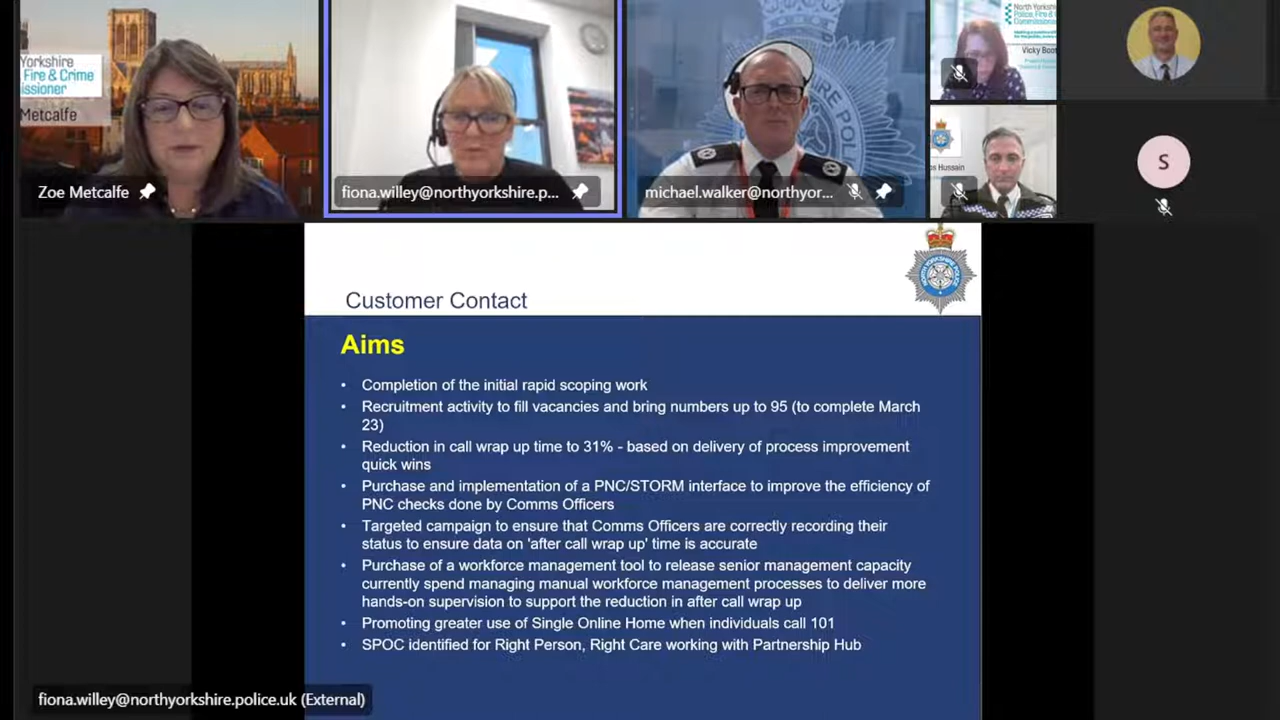 Yorkshire
Fire & Crime
issioner
Metcalfe
Zoe Metcalfe
fiona.willey@northyorkshire.p...
michael.walker@northyor...
North Yorkshire
Police, Fire &
Commissioner
Vicky Boot
Hussain
S
NORTH YORKSHIRE POLICE
Customer Contact
Aims
• Completion of the initial rapid scoping work
• Recruitment activity to fill vacancies and bring numbers up to 95 (to complete March
23)
• Reduction in call wrap up time to 31% - based on delivery of process improvement
quick wins
• Purchase and implementation of a PNC/STORM interface to improve the efficiency of
PNC checks done by Comms Officers
• Targeted campaign to ensure that Comms Officers are correctly recording their
status to ensure data on 'after call wrap up' time is accurate
• Purchase of a workforce management tool to release senior management capacity
currently spend managing manual workforce management processes to deliver more
hands-on supervision to support the reduction in after call wrap up
• Promoting greater use of Single Online Home when individuals call 101
• SPOC identified for Right Person, Right Care working with Partnership Hub
fiona.willey@northyorkshire.police.uk (External)